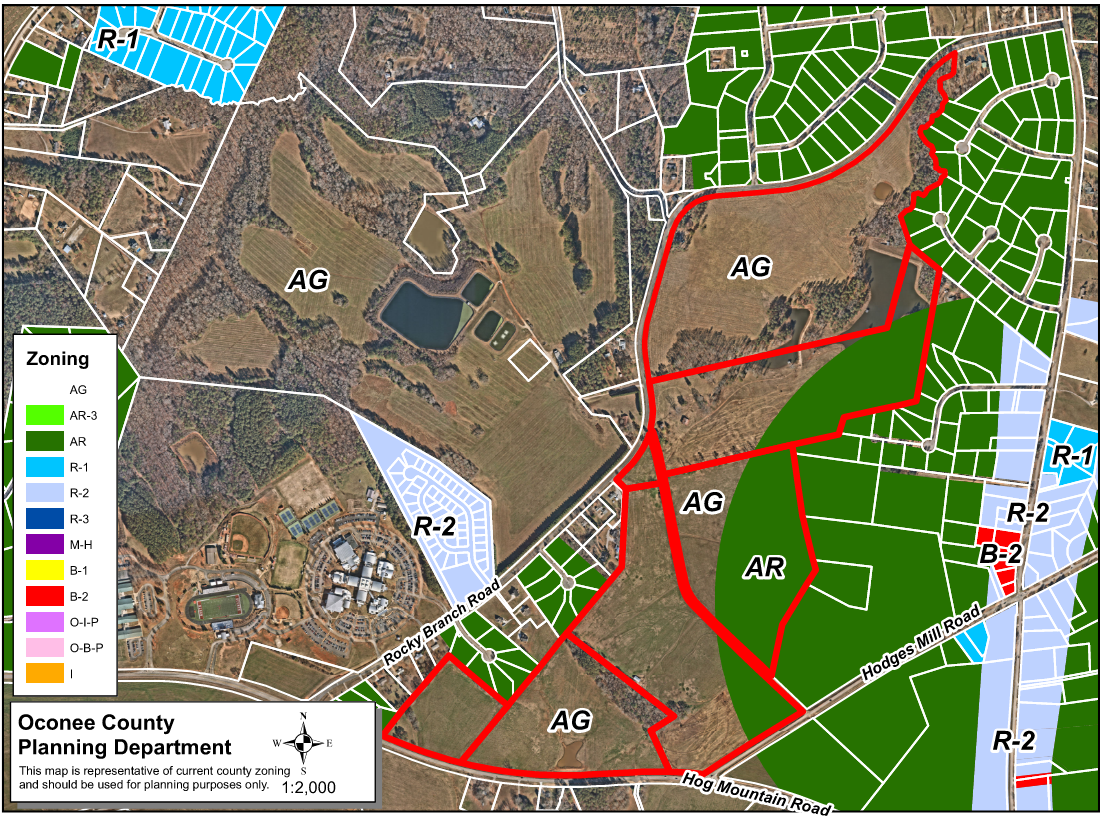 R-1
AG
AG
Zoning
AG
AR-3
AR
R-1
R-2
R-3
M-H
B-1
B-2
O-I-P
O-B-P
I
R-1
AG
R-2
R-2
B-2
AR
Rocky Branch Road
Hodges Mill Road
AG
R-2
Hog Mountain Road
Oconee County
Planning Department
This map is representative of current county zoning
and should be used for planning purposes only.
1:2,000
N
W
E
S